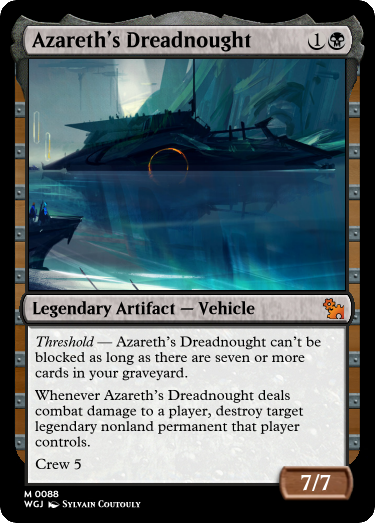 Azareth's Dreadnought 1
Legendary Artifact — Vehicle
Threshold — Azareth's Dreadnought can't be
blocked as long as there are seven or more
cards in your graveyard.
Whenever Azareth's Dreadnought deals
combat damage to a player, destroy target
legendary nonland permanent that player
controls.
Crew 5
7/7
M 0088
WGJ Sylvain Coutouly